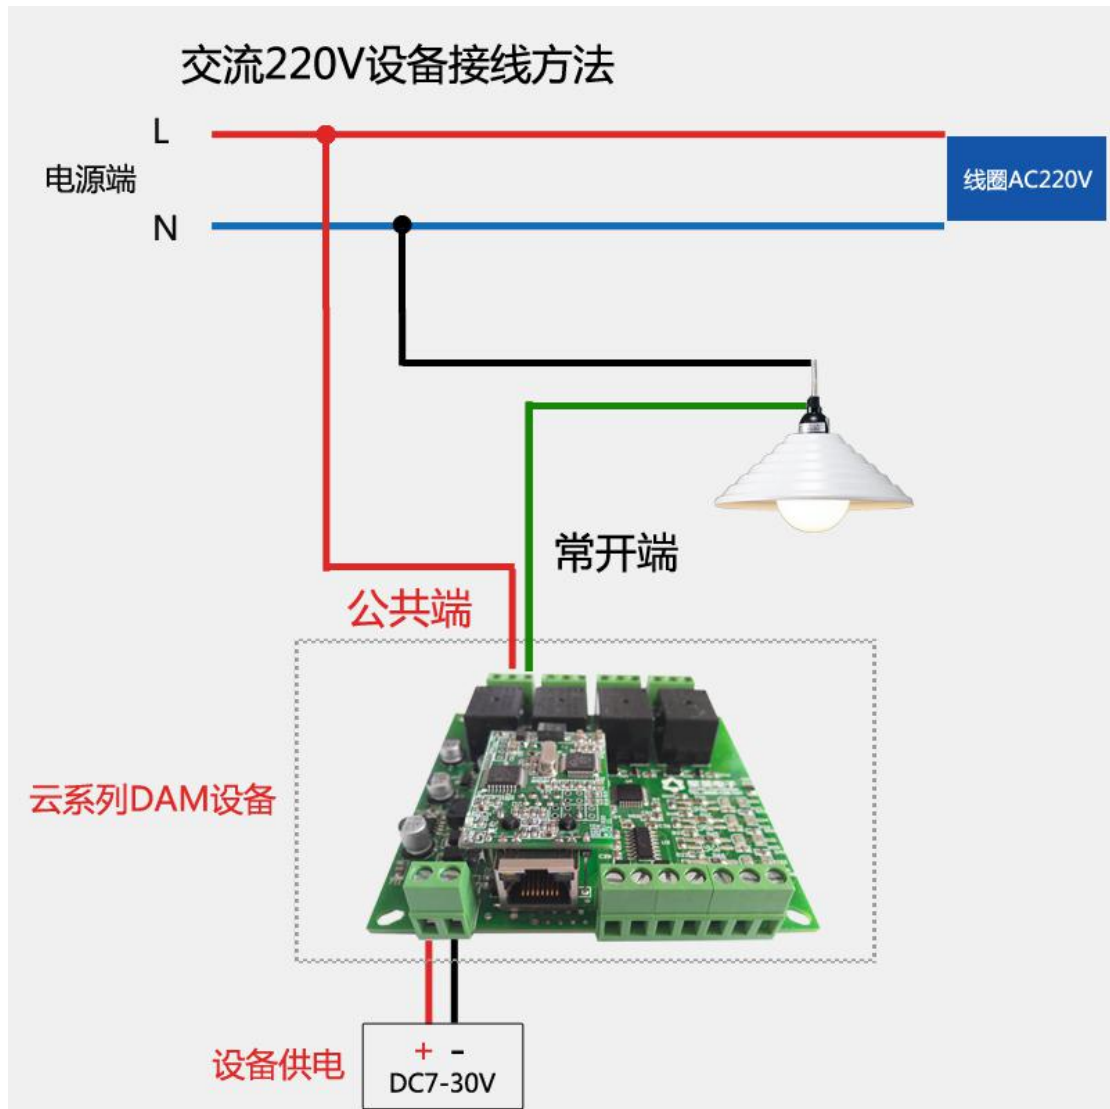 交流220V设备接线方法
L
电源端
线圈AC220V
N
常开端
公共端
云系列DAM设备
设备供电
+ -
DC7-30V